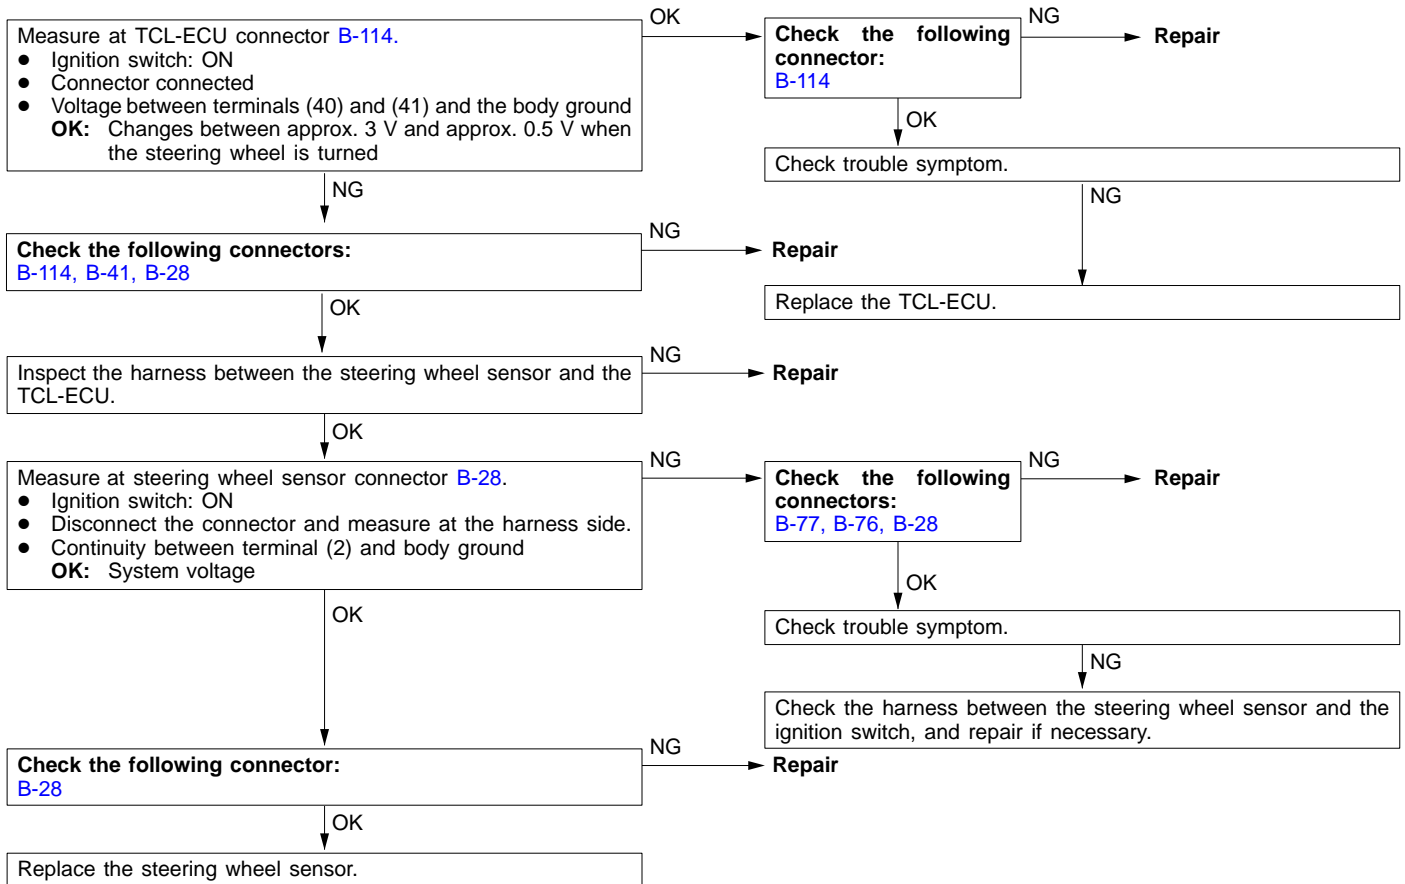 Measure at TCL-ECU connector B-114.
● Ignition switch: ON
● Connector connected
● Voltage between terminals (40) and (41) and the body ground
OK: Changes between approx. 3 V and approx. 0.5 V when
the steering wheel is turned
OK
Check the following
connector:
B-114
NG
Repair
OK
Check trouble symptom.
NG
Replace the TCL-ECU.
NG
Check the following connectors:
B-114, B-41, B-28
NG
Repair
OK
Inspect the harness between the steering wheel sensor and the
TCL-ECU.
NG
Repair
OK
Measure at steering wheel sensor connector B-28.
● Ignition switch: ON
● Disconnect the connector and measure at the harness side.
● Continuity between terminal (2) and body ground
OK: System voltage
NG
Check the following
connectors:
B-77, B-76, B-28
NG
Repair
OK
Check trouble symptom.
NG
Check the harness between the steering wheel sensor and the
ignition switch, and repair if necessary.
OK
Check the following connector:
B-28
NG
Repair
OK
Replace the steering wheel sensor.